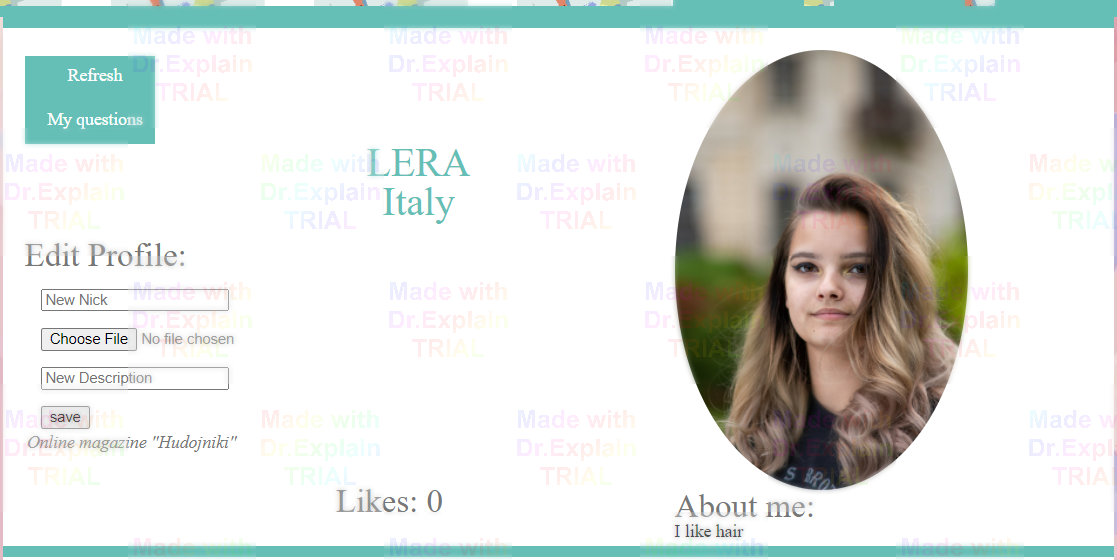 Refresh
My questions
LERA
Italy
Edit Profile:
New Nick
Choose File No file chosen
New Description
save
Online magazine "Hudojniki"
Likes: 0
About me:
I like hair
Made with
Dr.Explain
TRIAL